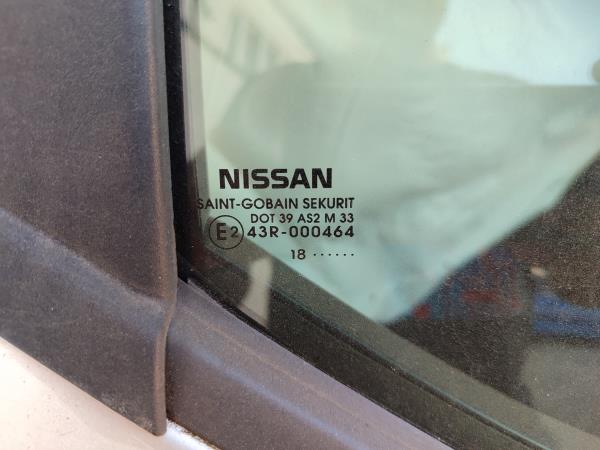 NISSAN
SAINT-GOBAIN SEKURIT
DOT 39 AS2 M 33
E2 43R-000464
18 ······